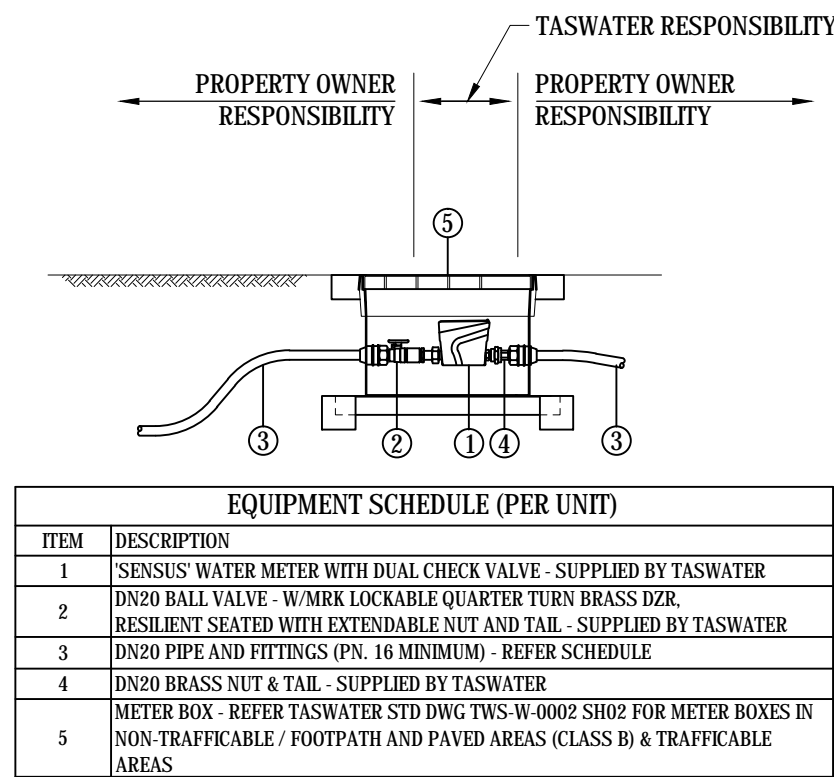 TASWATER RESPONSIBILITY
PROPERTY OWNER
RESPONSIBILITY
PROPERTY OWNER
RESPONSIBILITY
5
3
2
1
4
3
EQUIPMENT SCHEDULE (PER UNIT)
ITEM DESCRIPTION
1 'SENSUS' WATER METER WITH DUAL CHECK VALVE - SUPPLIED BY TASWATER
2 DN20 BALL VALVE - W/MRK LOCKABLE QUARTER TURN BRASS DZR,
RESILIENT SEATED WITH EXTENDABLE NUT AND TAIL - SUPPLIED BY TASWATER
3 DN20 PIPE AND FITTINGS (PN. 16 MINIMUM) - REFER SCHEDULE
4 DN20 BRASS NUT & TAIL - SUPPLIED BY TASWATER
5 METER BOX - REFER TASWATER STD DWG TWS-W-0002 SH02 FOR METER BOXES IN
NON-TRAFFICABLE / FOOTPATH AND PAVED AREAS (CLASS B) & TRAFFICABLE
AREAS